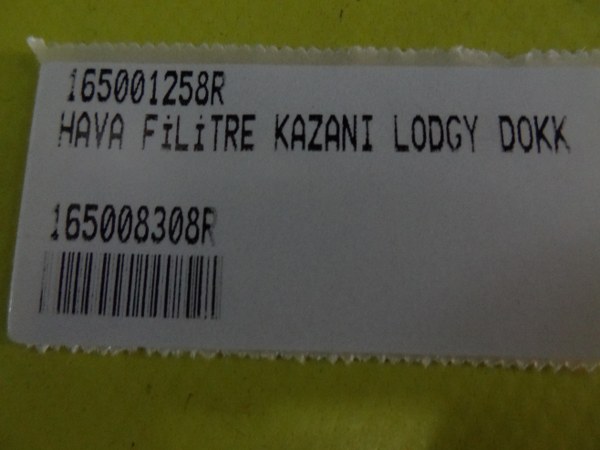 165001258R
HAVA FİLİTRE KAZANI LODGY DOKK
165008308R